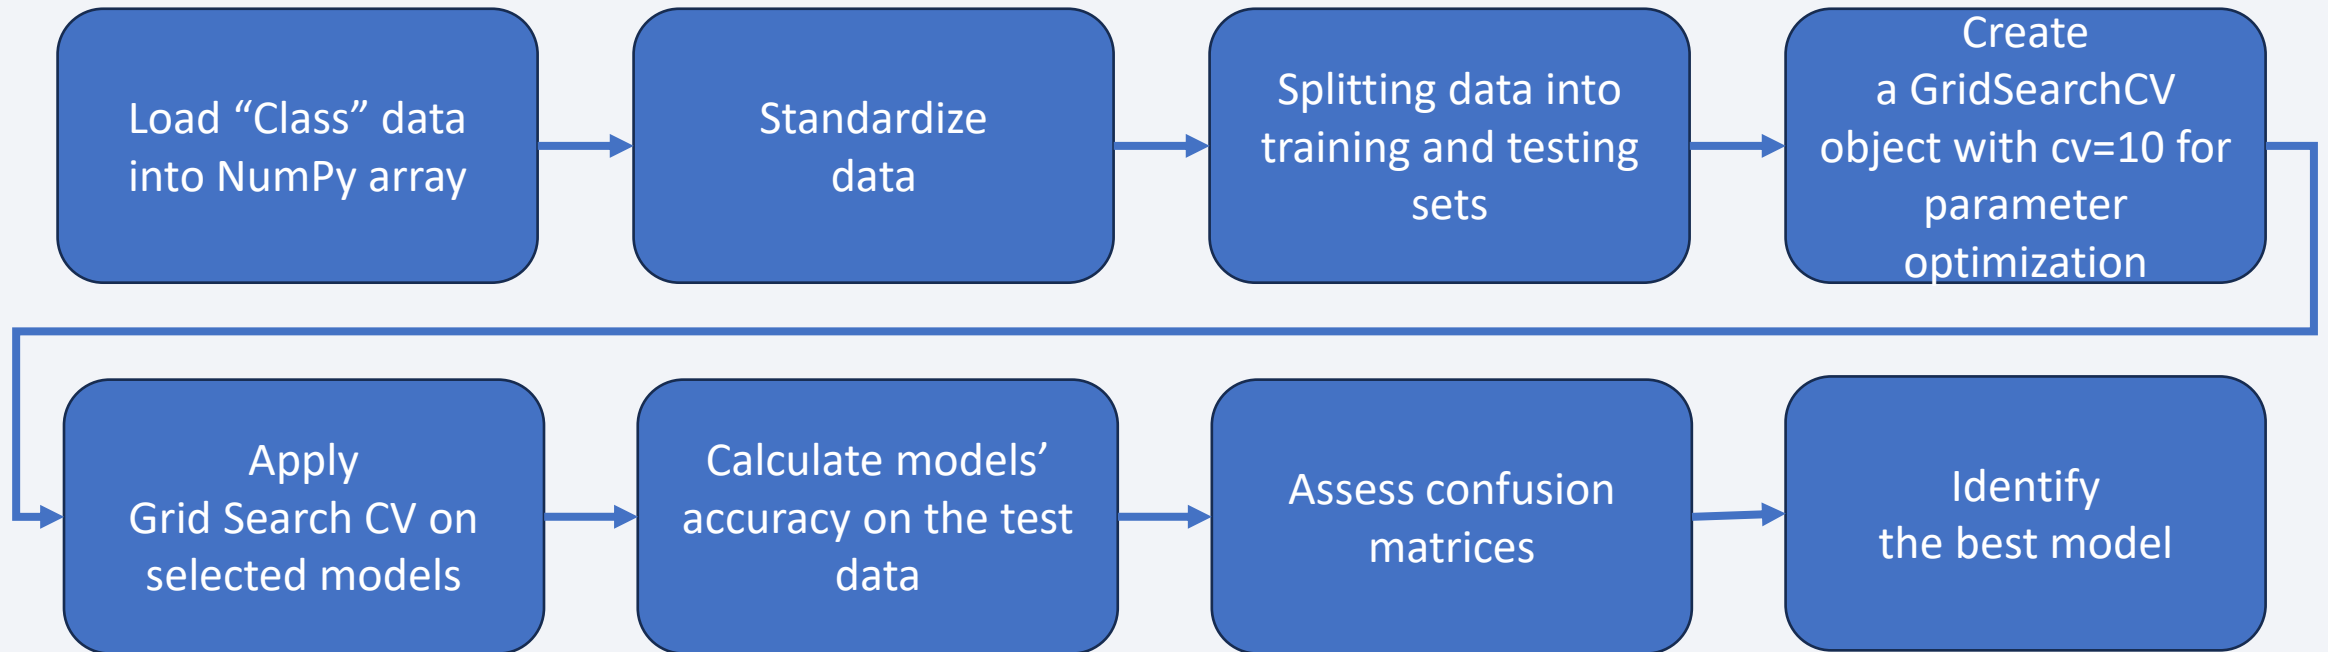 Load “Class” data
into NumPy array
Standardize
data
Splitting data into
training and testing
sets
Create
a GridSearchCV
object with cv=10 for
parameter
optimization
Apply
Grid Search CV on
selected models
Calculate models’
accuracy on the test
data
Assess confusion
matrices
Identify
the best model